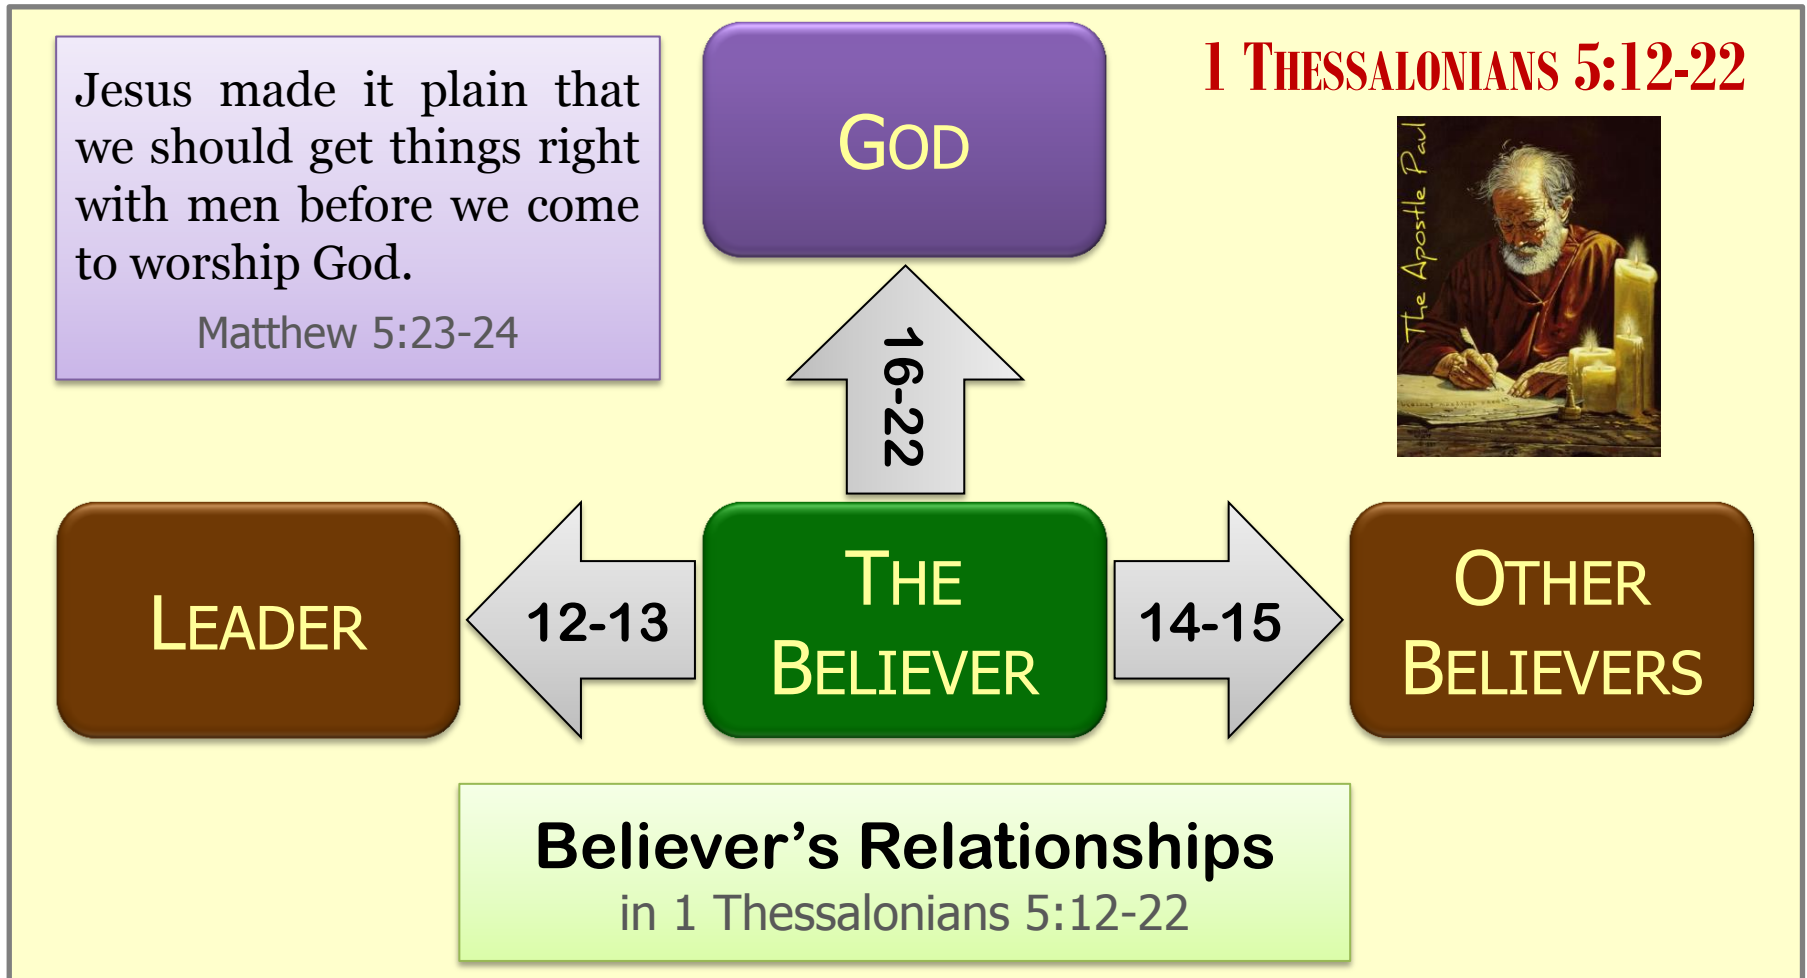 Jesus made it plain that
we should get things right
with men before we come
to worship God.
Matthew 5:23-24
GOD
1 THESSALONIANS 5:12-22
The Apostle Paul
16-22
LEADER
12-13
THE
BELIEVER
14-15
OTHER
BELIEVERS
Believer’s Relationships
in 1 Thessalonians 5:12-22